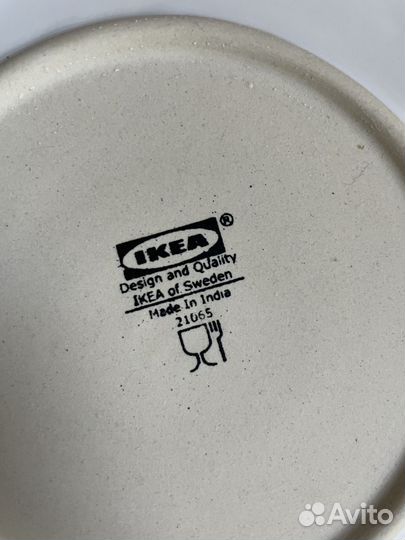 IKEA®
Design and Quality
IKEA of Sweden
Made In India
21065
Avito